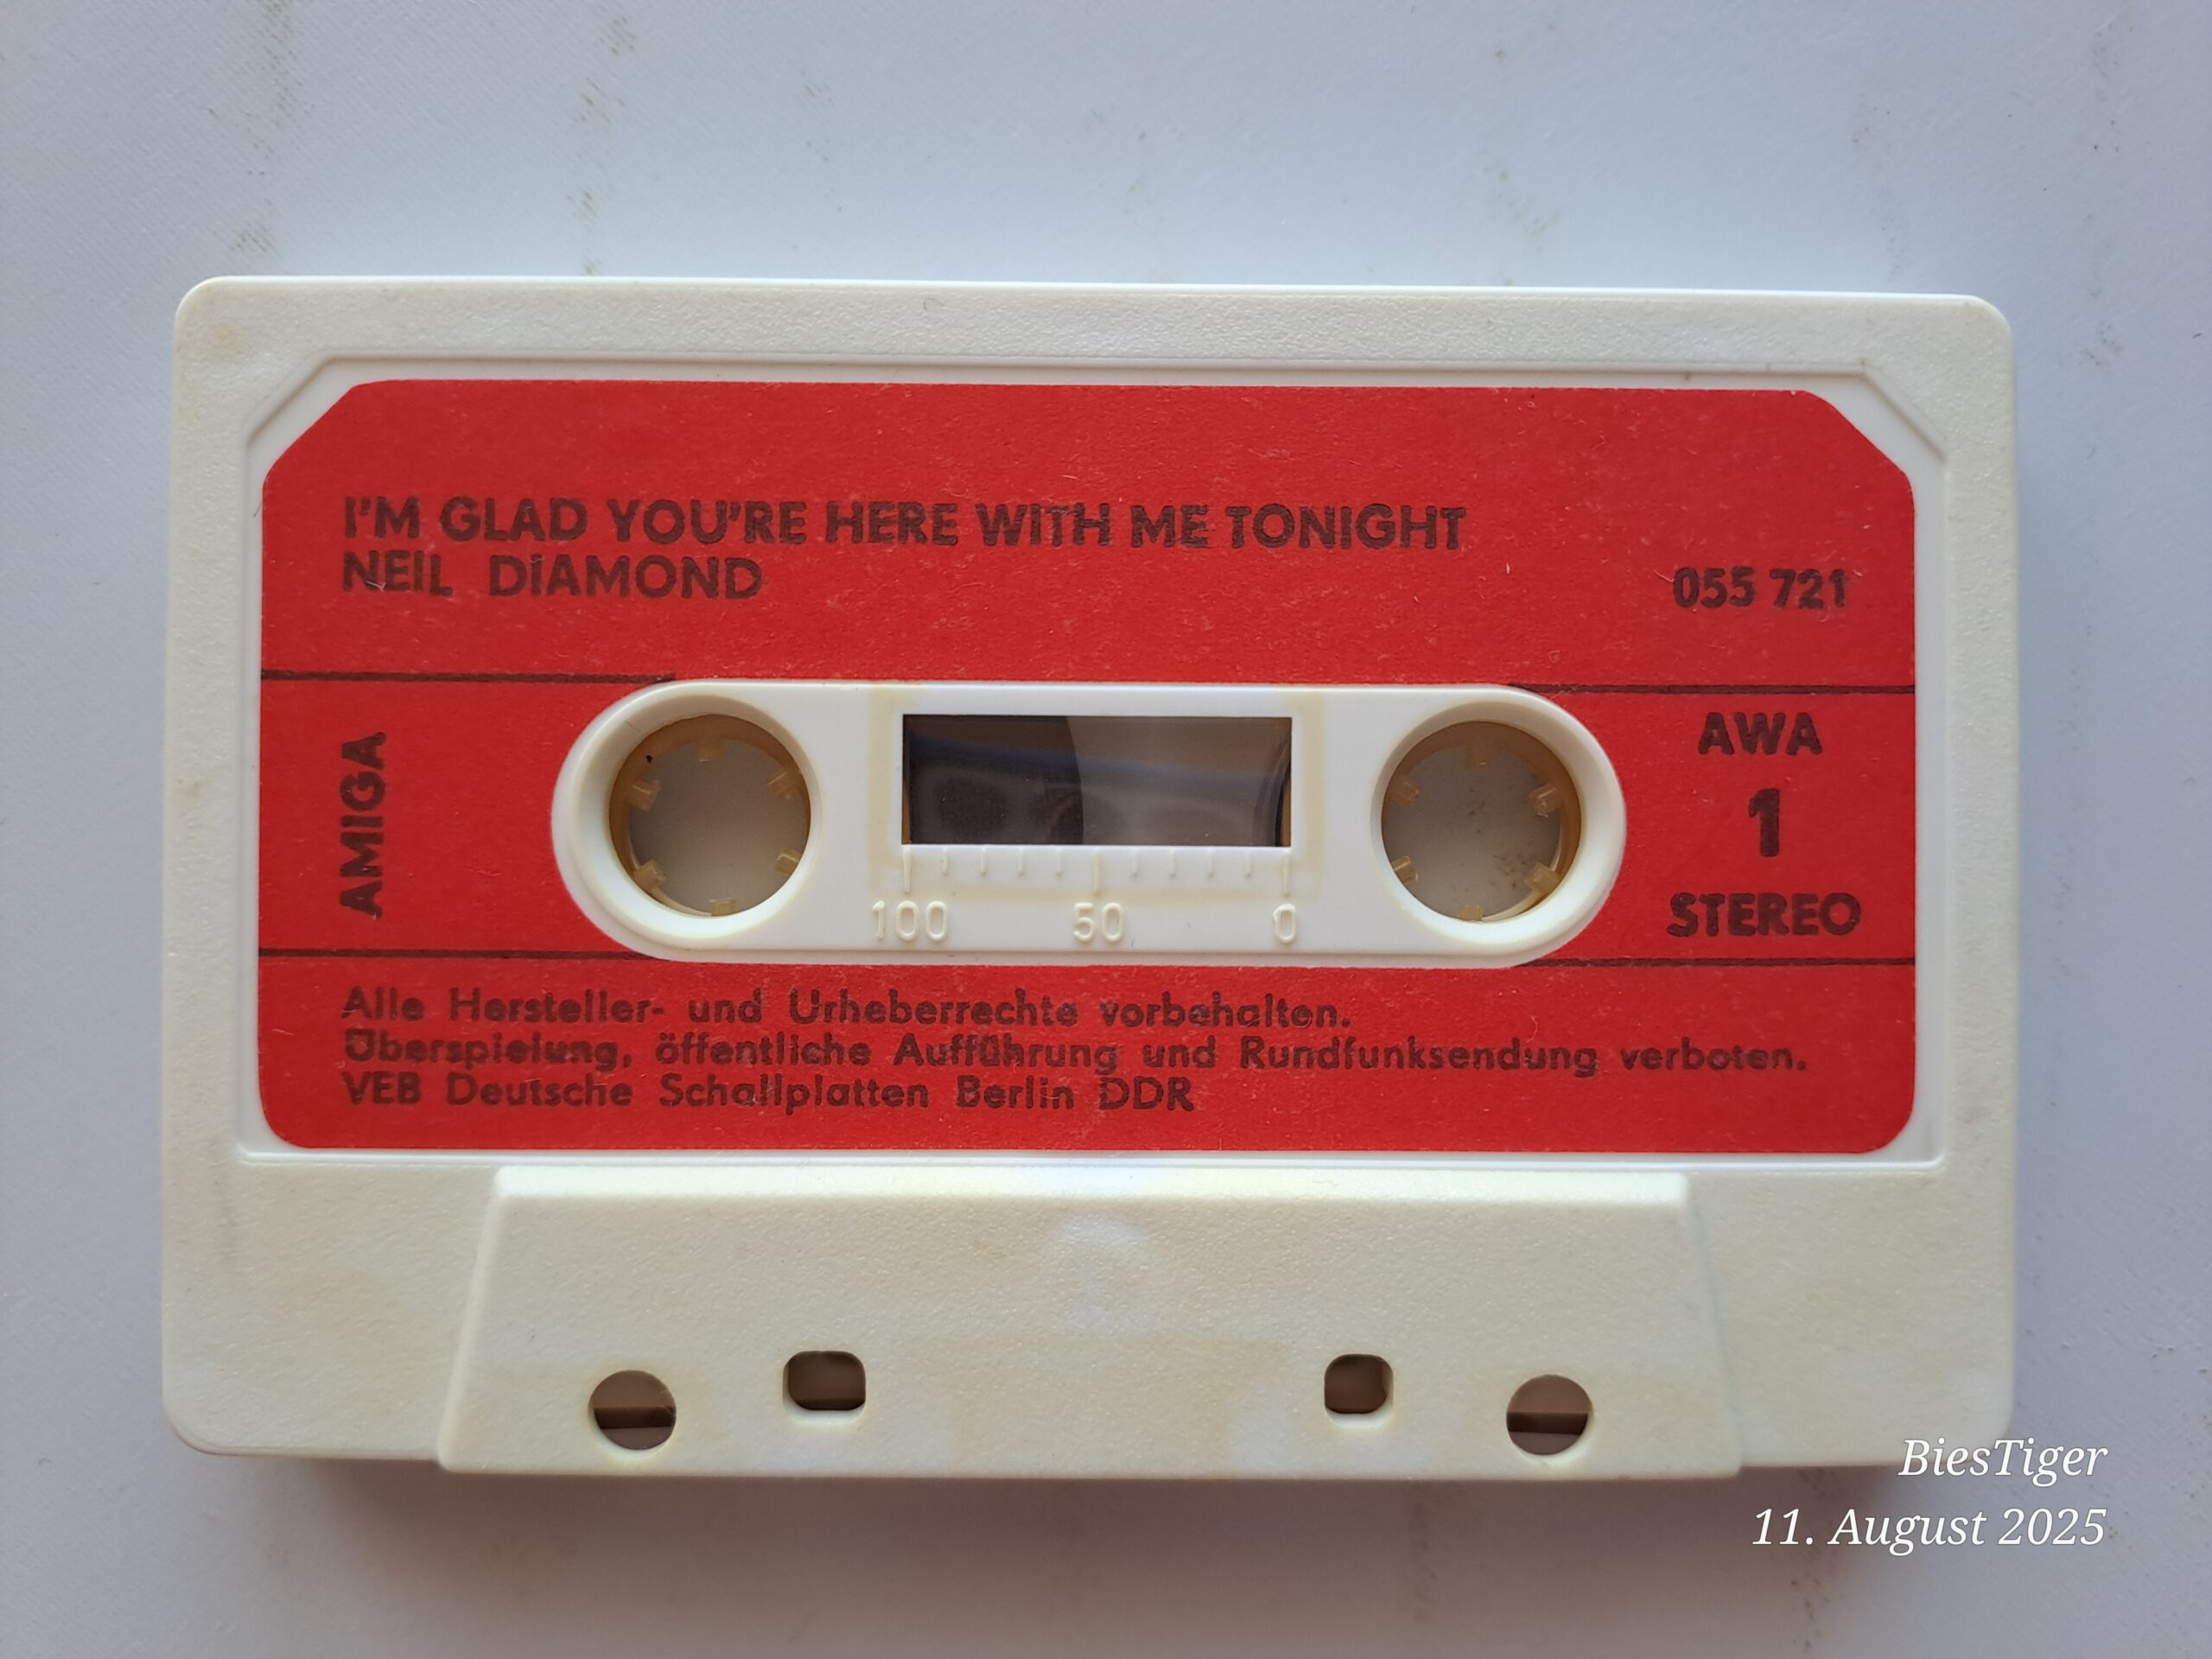 I'M GLAD YOU'RE HERE WITH ME TONIGHT
NEIL DIAMOND
055 721
AMIGA
AWA
1
STEREO
100 50 0
Alle Hersteller- und Urheberrechte vorbehalten.
Überspielung, öffentliche Aufführung und Rundfunksendung verboten.
VEB Deutsche Schallplatten Berlin DDR
BiesTiger
11. August 2025